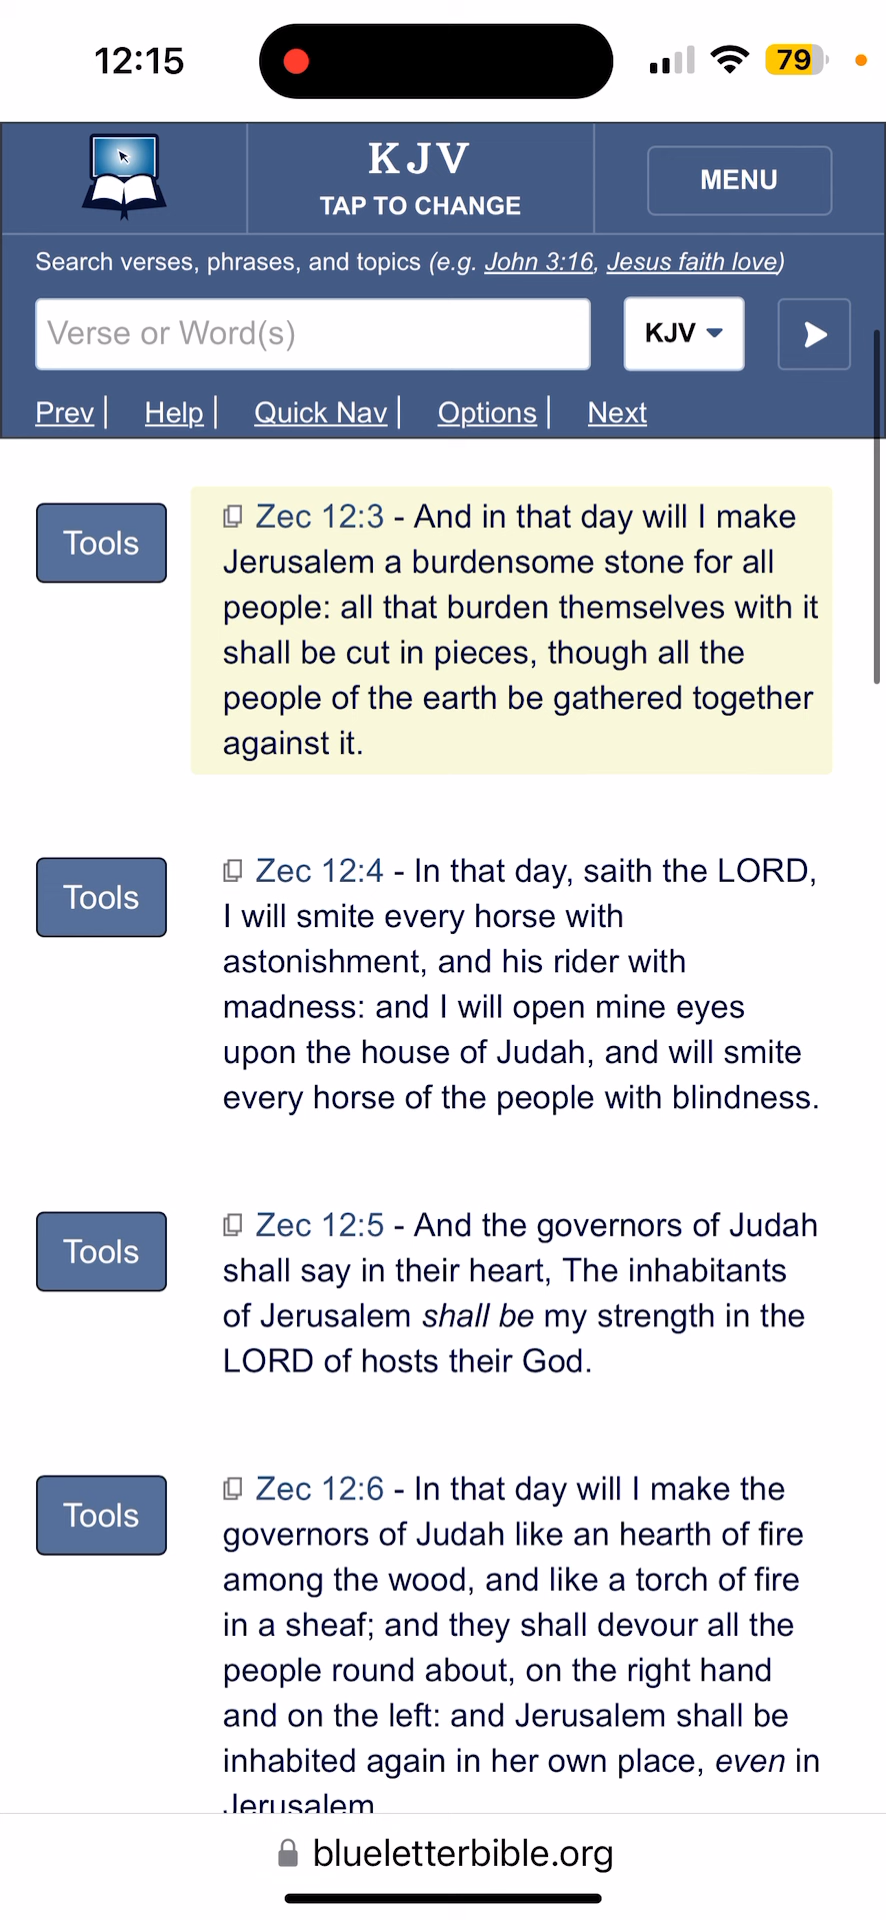 12:15
79
KJV
TAP TO CHANGE
MENU
Search verses, phrases, and topics (e.g. John 3:16, Jesus faith love)
Verse or Word(s)
KJV
Prev | Help | Quick Nav | Options | Next
Tools
Zec 12:3 - And in that day will I make
Jerusalem a burdensome stone for all
people: all that burden themselves with it
shall be cut in pieces, though all the
people of the earth be gathered together
against it.
Tools
Zec 12:4 - In that day, saith the LORD,
I will smite every horse with
astonishment, and his rider with
madness: and I will open mine eyes
upon the house of Judah, and will smite
every horse of the people with blindness.
Tools
Zec 12:5 - And the governors of Judah
shall say in their heart, The inhabitants
of Jerusalem shall be my strength in the
LORD of hosts their God.
Tools
Zec 12:6 - In that day will I make the
governors of Judah like an hearth of fire
among the wood, and like a torch of fire
in a sheaf; and they shall devour all the
people round about, on the right hand
and on the left: and Jerusalem shall be
inhabited again in her own place, even in
Jerusalem
blueletterbible.org